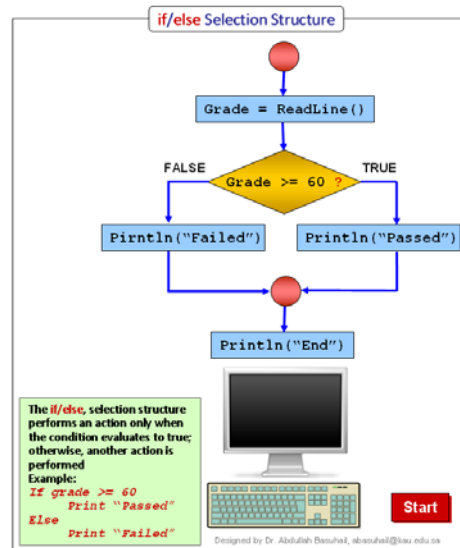 if/else Selection Structure
Grade = ReadLine()
FALSE
TRUE
Grade >= 60 ?
Pirntln(“Failed”)
Println(“Passed”)
Println(“End”)
The if/else, selection structure
performs an action only when
the condition evaluates to true;
otherwise, another action is
performed
Example:
If grade >= 60
Print “Passed”
Else
Print “Failed”
Start
Designed by Dr. Abdullah Basuhail, abasuhail@kau.edu.sa